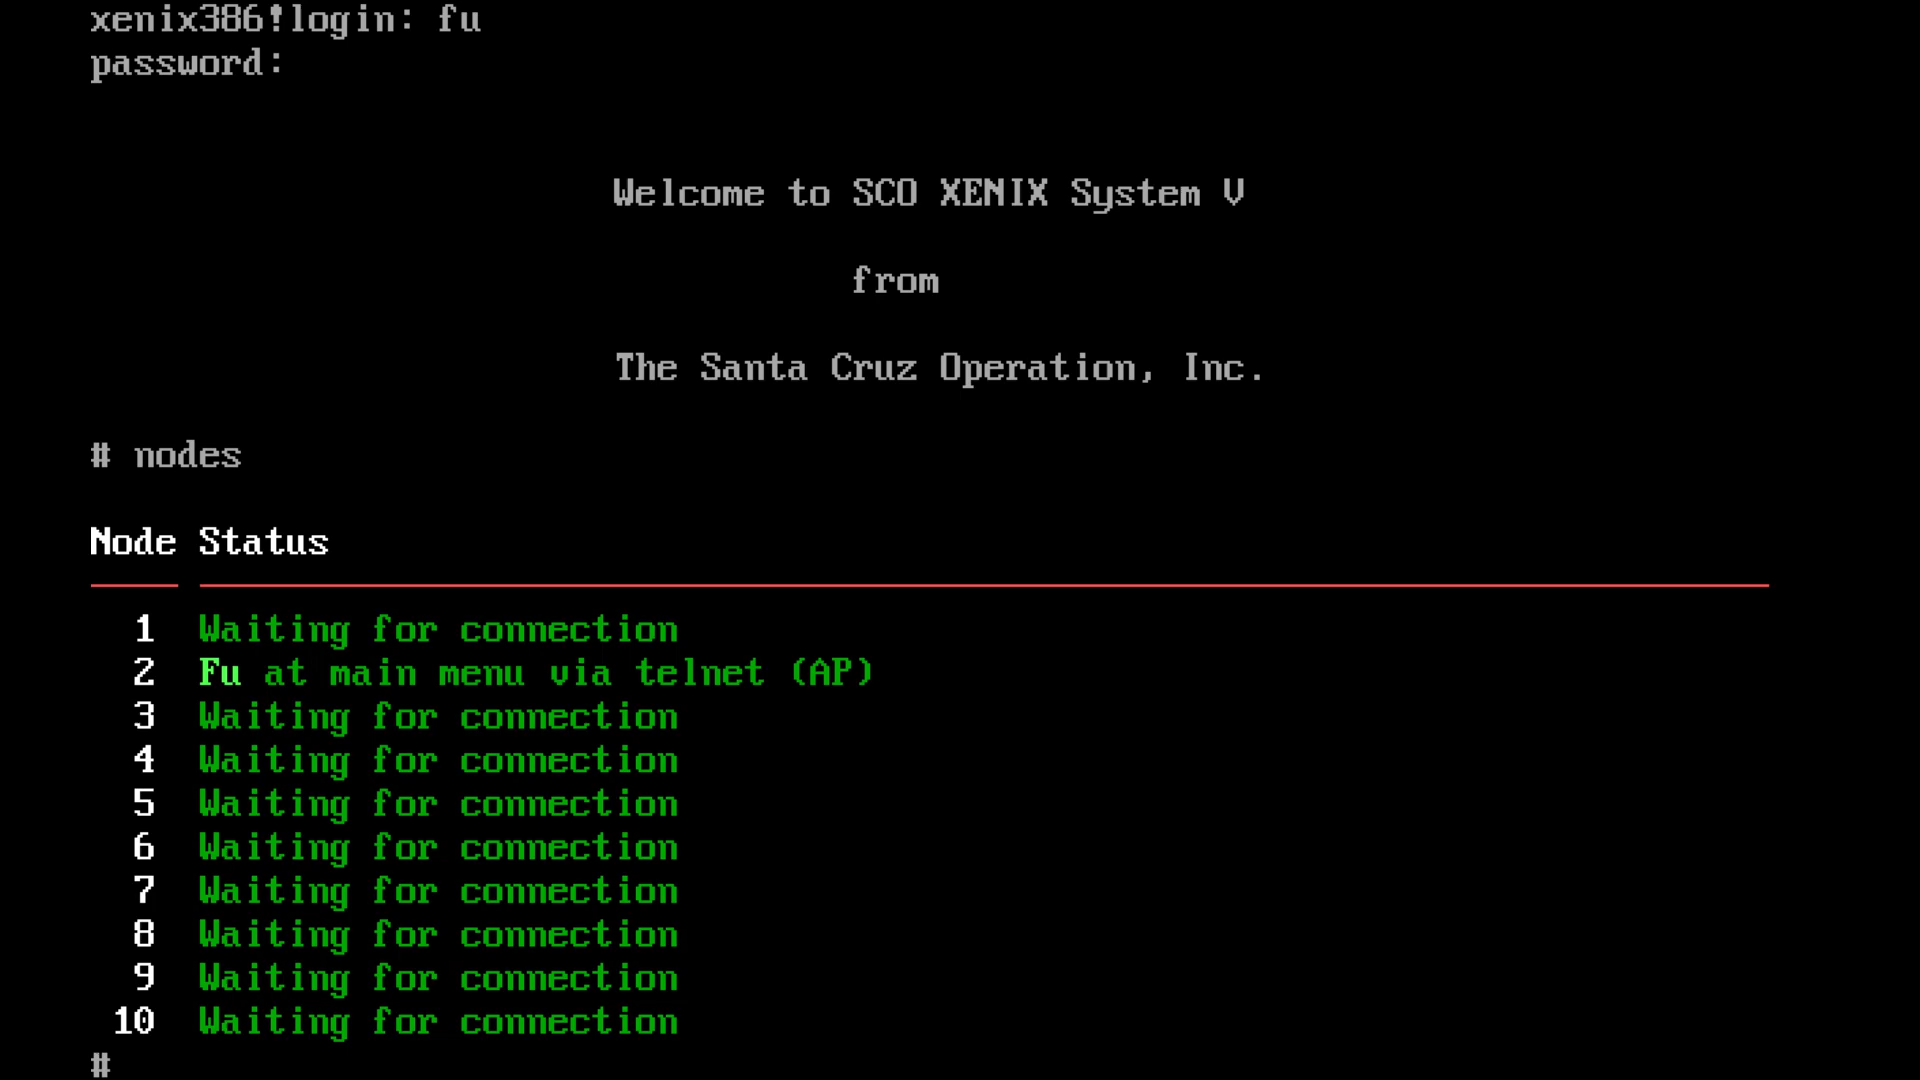 xenix386!login: fu
password:
Welcome to SCO XENIX System V
from
The Santa Cruz Operation, Inc.
# nodes
Node Status
1 Waiting for connection
2 Fu at main menu via telnet (AP)
3 Waiting for connection
4 Waiting for connection
5 Waiting for connection
6 Waiting for connection
7 Waiting for connection
8 Waiting for connection
9 Waiting for connection
10 Waiting for connection
#